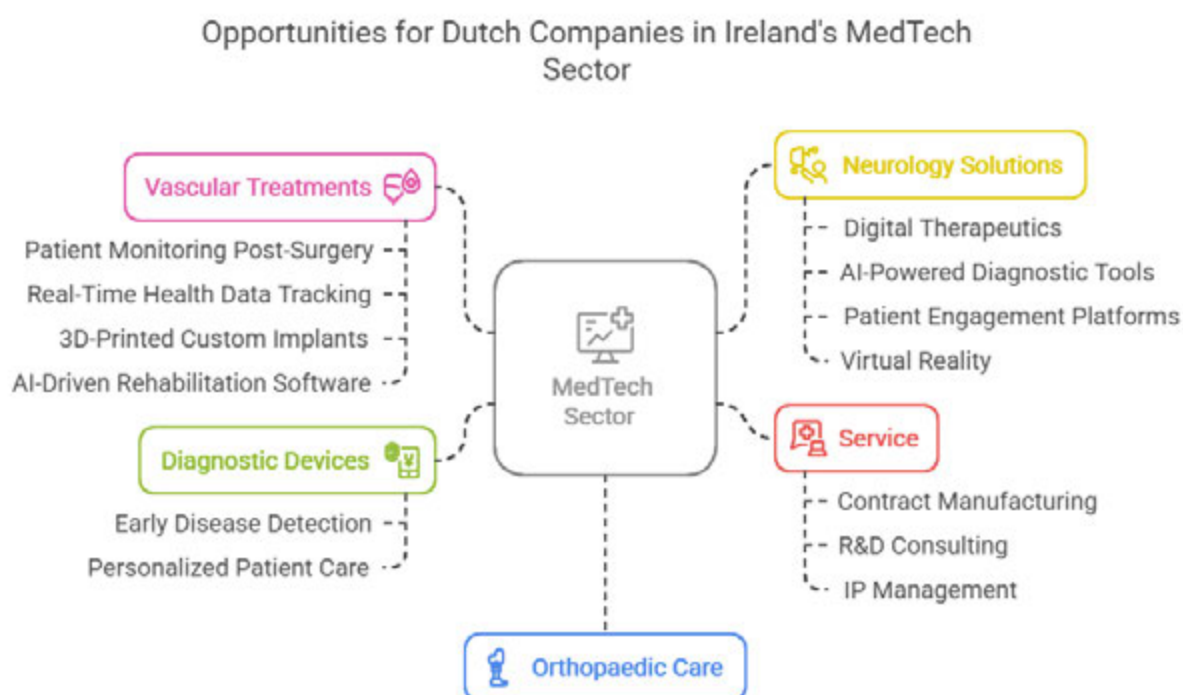 Opportunities for Dutch Companies in Ireland's MedTech
Sector
Vascular Treatments
Patient Monitoring Post-Surgery
Real-Time Health Data Tracking
3D-Printed Custom Implants
AI-Driven Rehabilitation Software
Diagnostic Devices
¥
Early Disease Detection
Personalized Patient Care
MedTech
Sector
Neurology Solutions
Digital Therapeutics
AI-Powered Diagnostic Tools
Patient Engagement Platforms
Virtual Reality
Service
Contract Manufacturing
R&D Consulting
IP Management
Orthopaedic Care